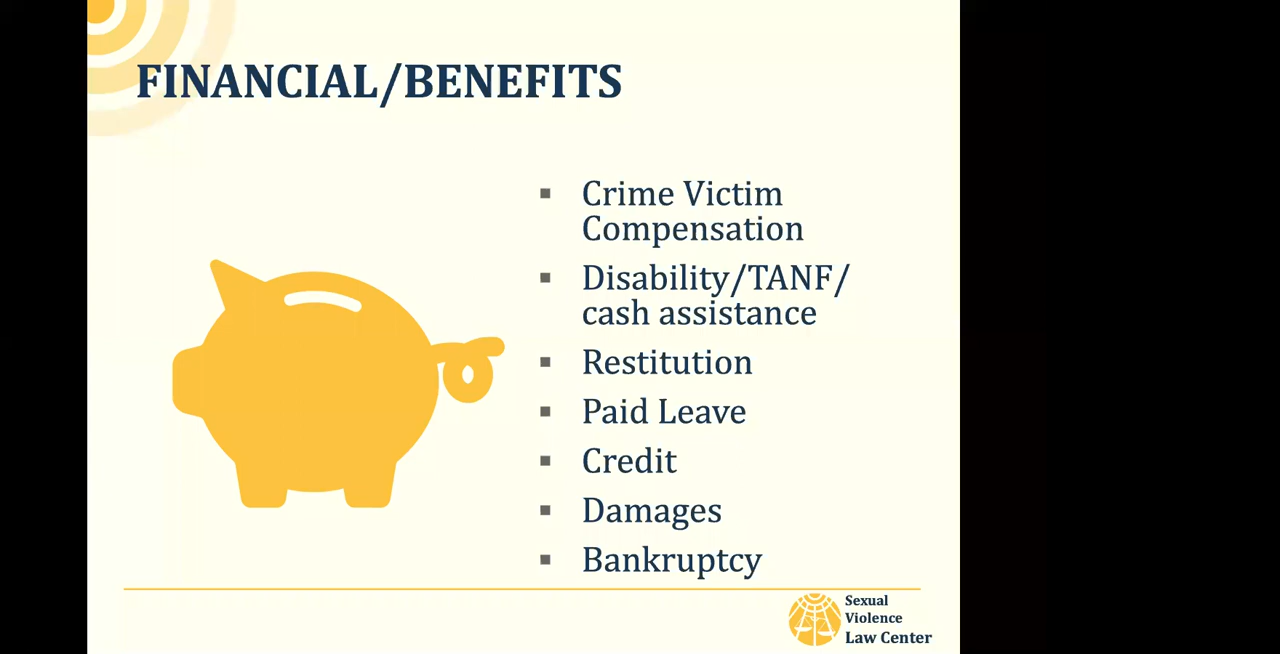 FINANCIAL/BENEFITS
Crime Victim
Compensation
Disability/TANF/
cash assistance
Restitution
Paid Leave
Credit
Damages
Bankruptcy
Sexual
Violence
Law Center